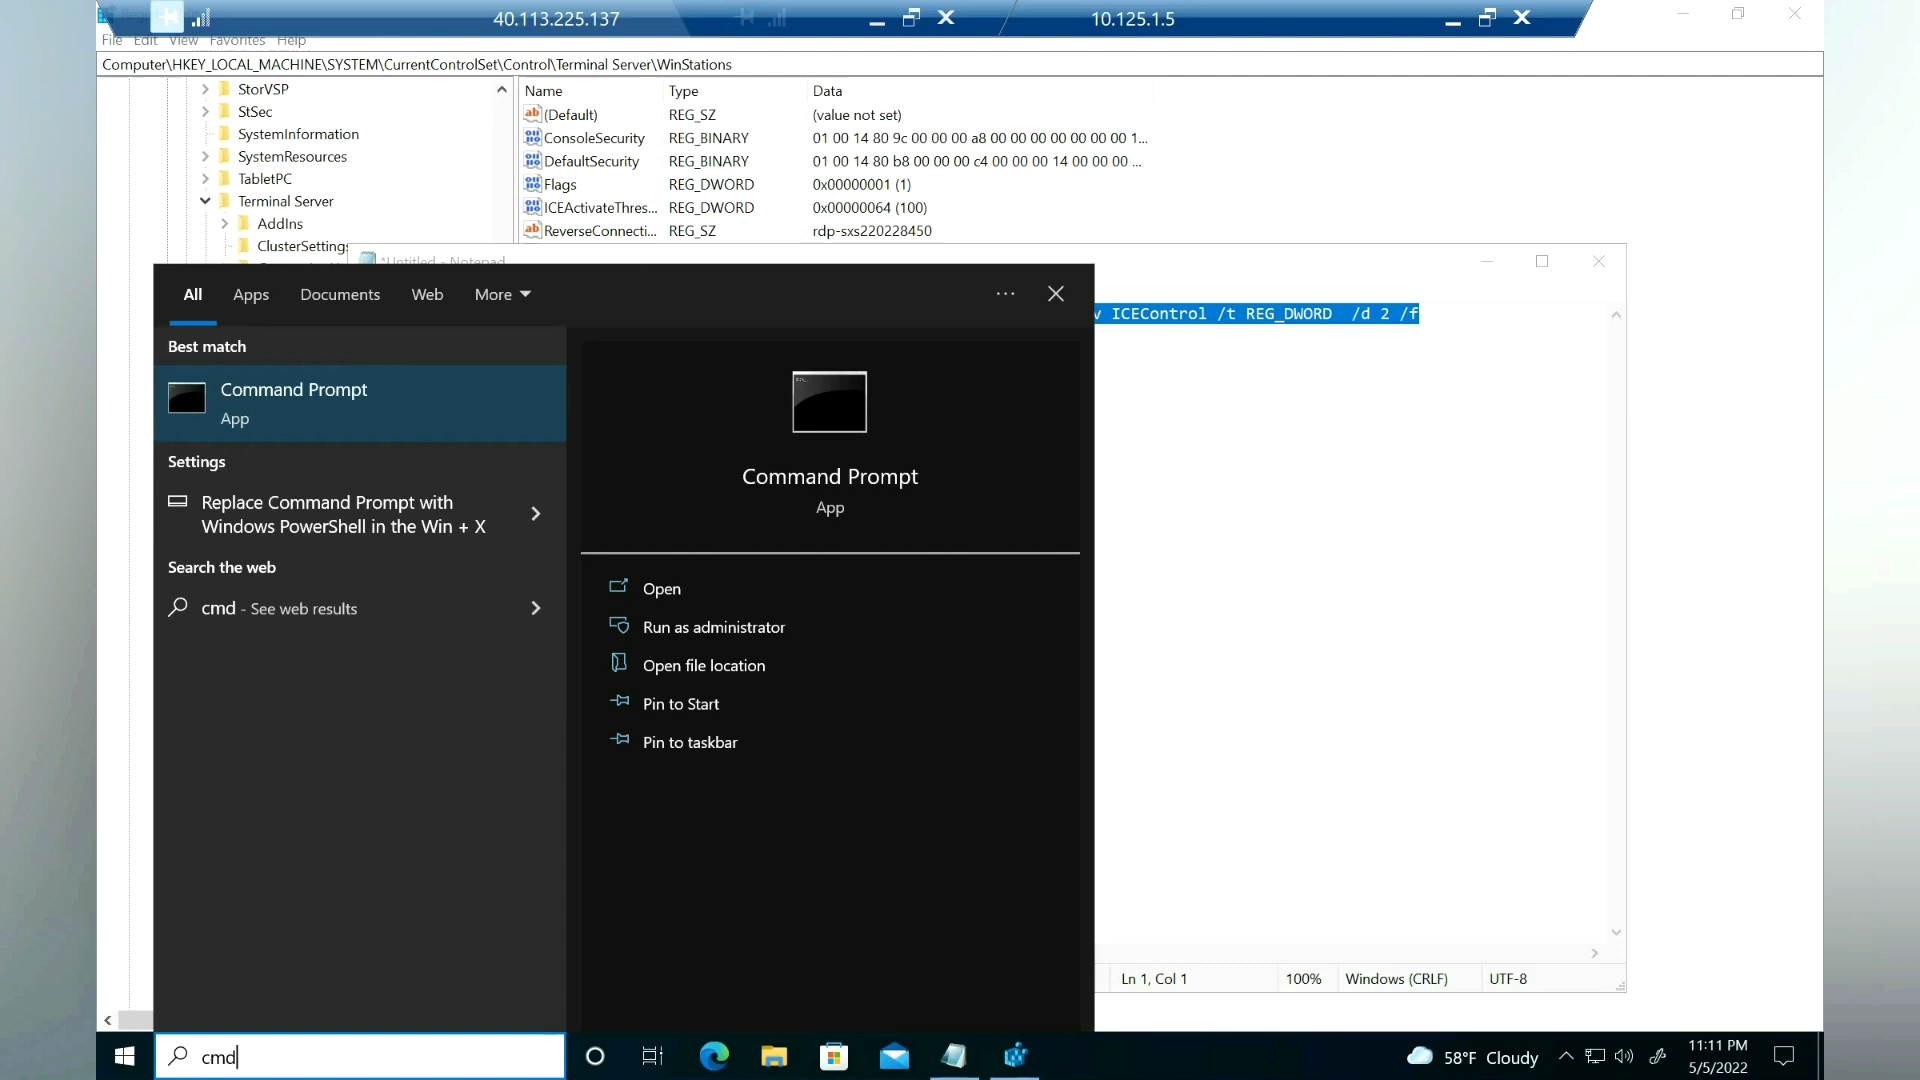 40.113.225.137
10.125.1.5
File Edit View Favorites Help
Computer\HKEY_LOCAL_MACHINE\SYSTEM\CurrentControlSet\Control\Terminal Server\WinStations
StorVSP
StSec
SystemInformation
SystemResources
TabletPC
Terminal Server
AddIns
ClusterSettings
Name Type Data
(Default) REG_SZ (value not set)
ConsoleSecurity REG_BINARY 01 00 14 80 9c 00 00 00 a8 00 00 00 00 00 00 00 1...
DefaultSecurity REG_BINARY 01 00 14 80 b8 00 00 00 c4 00 00 00 14 00 00 00 ...
Flags REG_DWORD 0x00000001 (1)
ICEActivateThres... REG_DWORD 0x00000064 (100)
ReverseConnecti... REG_SZ rdp-sxs220228450
*Untitled - Notepad
v ICEControl /t REG_DWORD /d 2 /f
All Apps Documents Web More
Best match
Command Prompt
App
Settings
Replace Command Prompt with
Windows PowerShell in the Win + X
Search the web
cmd - See web results
Command Prompt
App
Open
Run as administrator
Open file location
Pin to Start
Pin to taskbar
Ln 1, Col 1 100% Windows (CRLF) UTF-8
cmd
58°F Cloudy
11:11 PM
5/5/2022